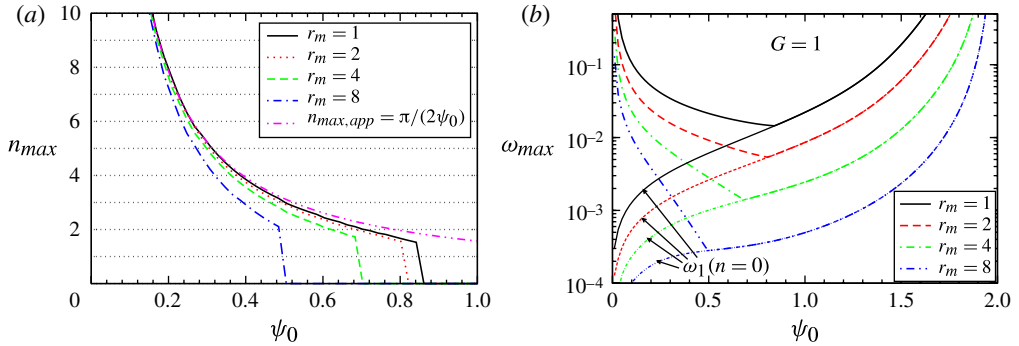 (a)
10
8
6
4
2
0
n_max
r_m = 1
r_m = 2
r_m = 4
r_m = 8
n_max,app = π/(2ψ_0)
0.2 0.4 0.6 0.8 1.0
ψ_0
(b)
G = 1
10^−1
10^−2
10^−3
10^−4
ω_max
ω_1(n = 0)
r_m = 1
r_m = 2
r_m = 4
r_m = 8
0 0.5 1.0 1.5 2.0
ψ_0